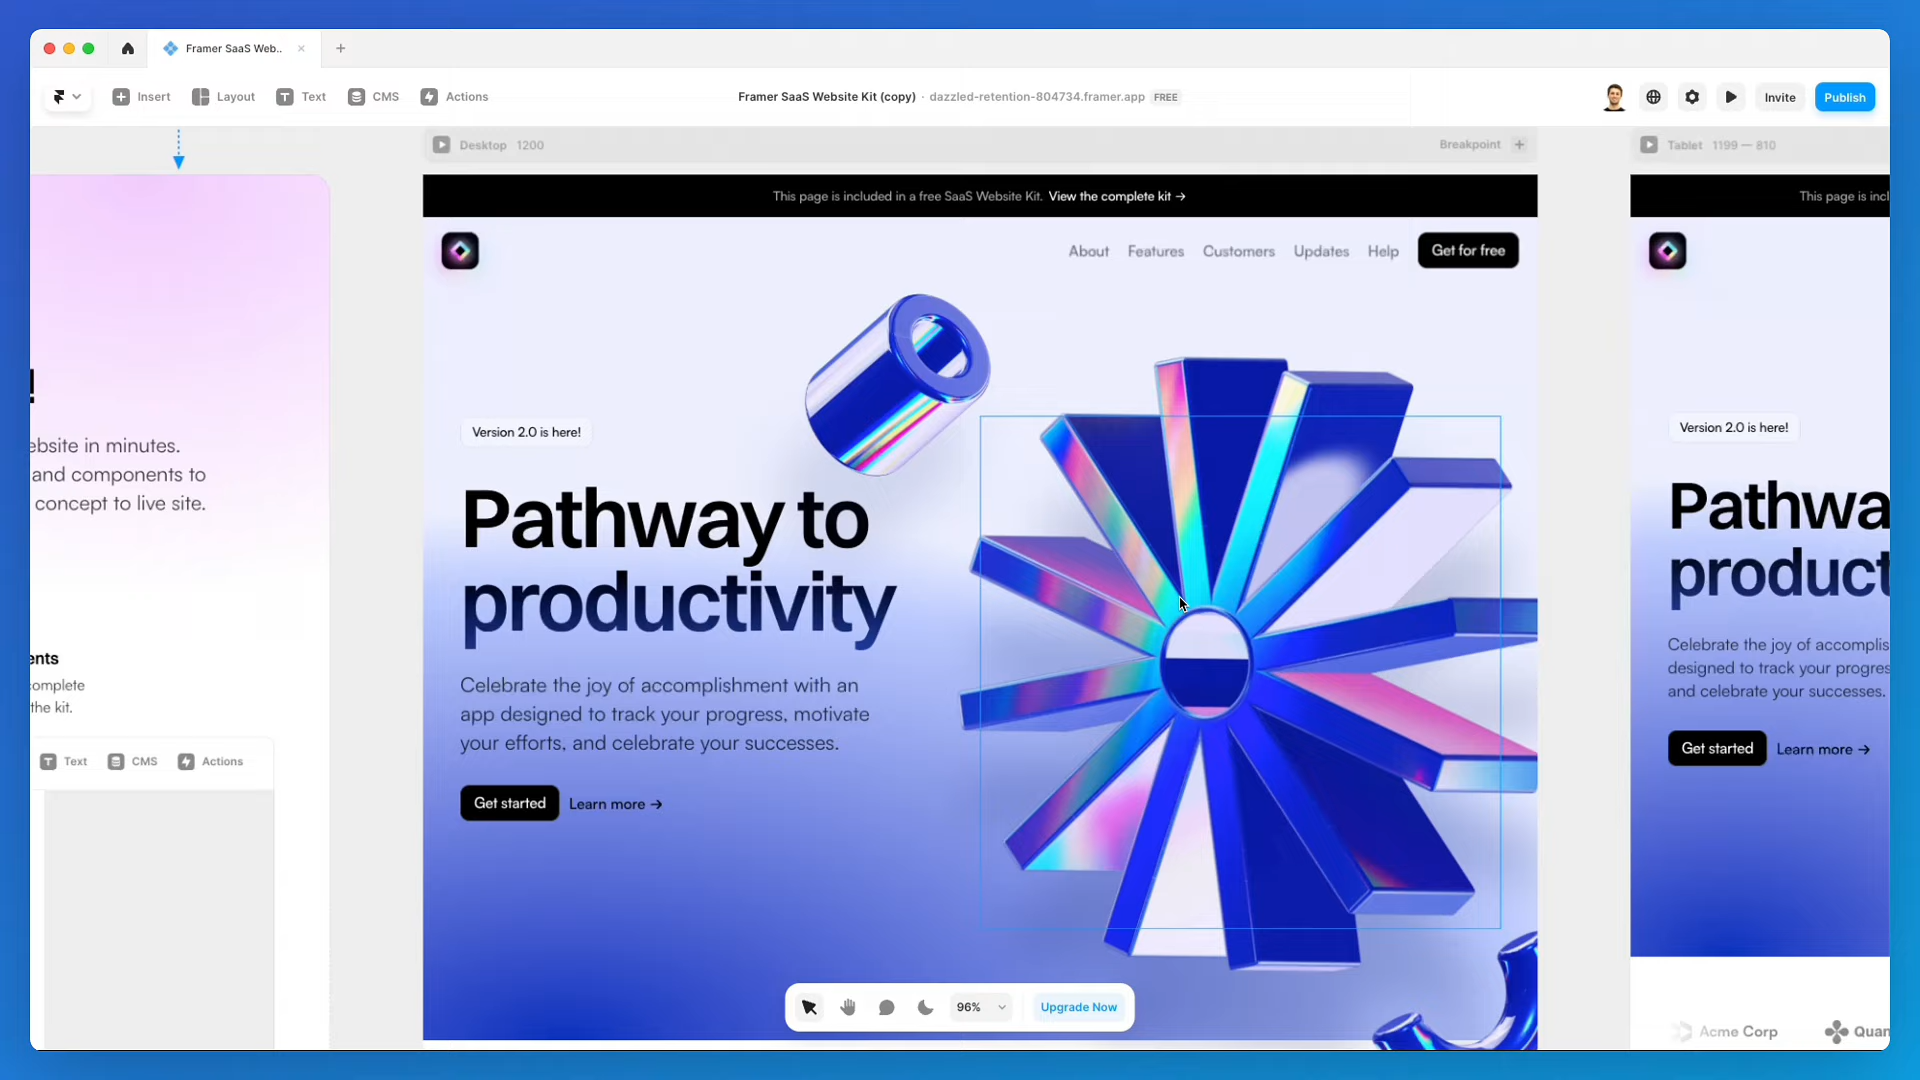 Framer SaaS Web..
Insert
Layout
Text
CMS
Actions
Framer SaaS Website Kit (copy) · dazzled-retention-804734.framer.app FREE
Invite
Publish
ebsite in minutes.
and components to
concept to live site.
ents
complete
the kit.
Text
CMS
Actions
Desktop 1200
Breakpoint
This page is included in a free SaaS Website Kit. View the complete kit →
About
Features
Customers
Updates
Help
Get for free
Version 2.0 is here!
Pathway to
productivity
Celebrate the joy of accomplishment with an
app designed to track your progress, motivate
your efforts, and celebrate your successes.
Get started
Learn more →
96%
Upgrade Now
Tablet 1199 — 810
This page is incl
Version 2.0 is here!
Pathwa
product
Celebrate the joy of accomplis
designed to track your progres
and celebrate your successes.
Get started
Learn more →
Acme Corp
Quan